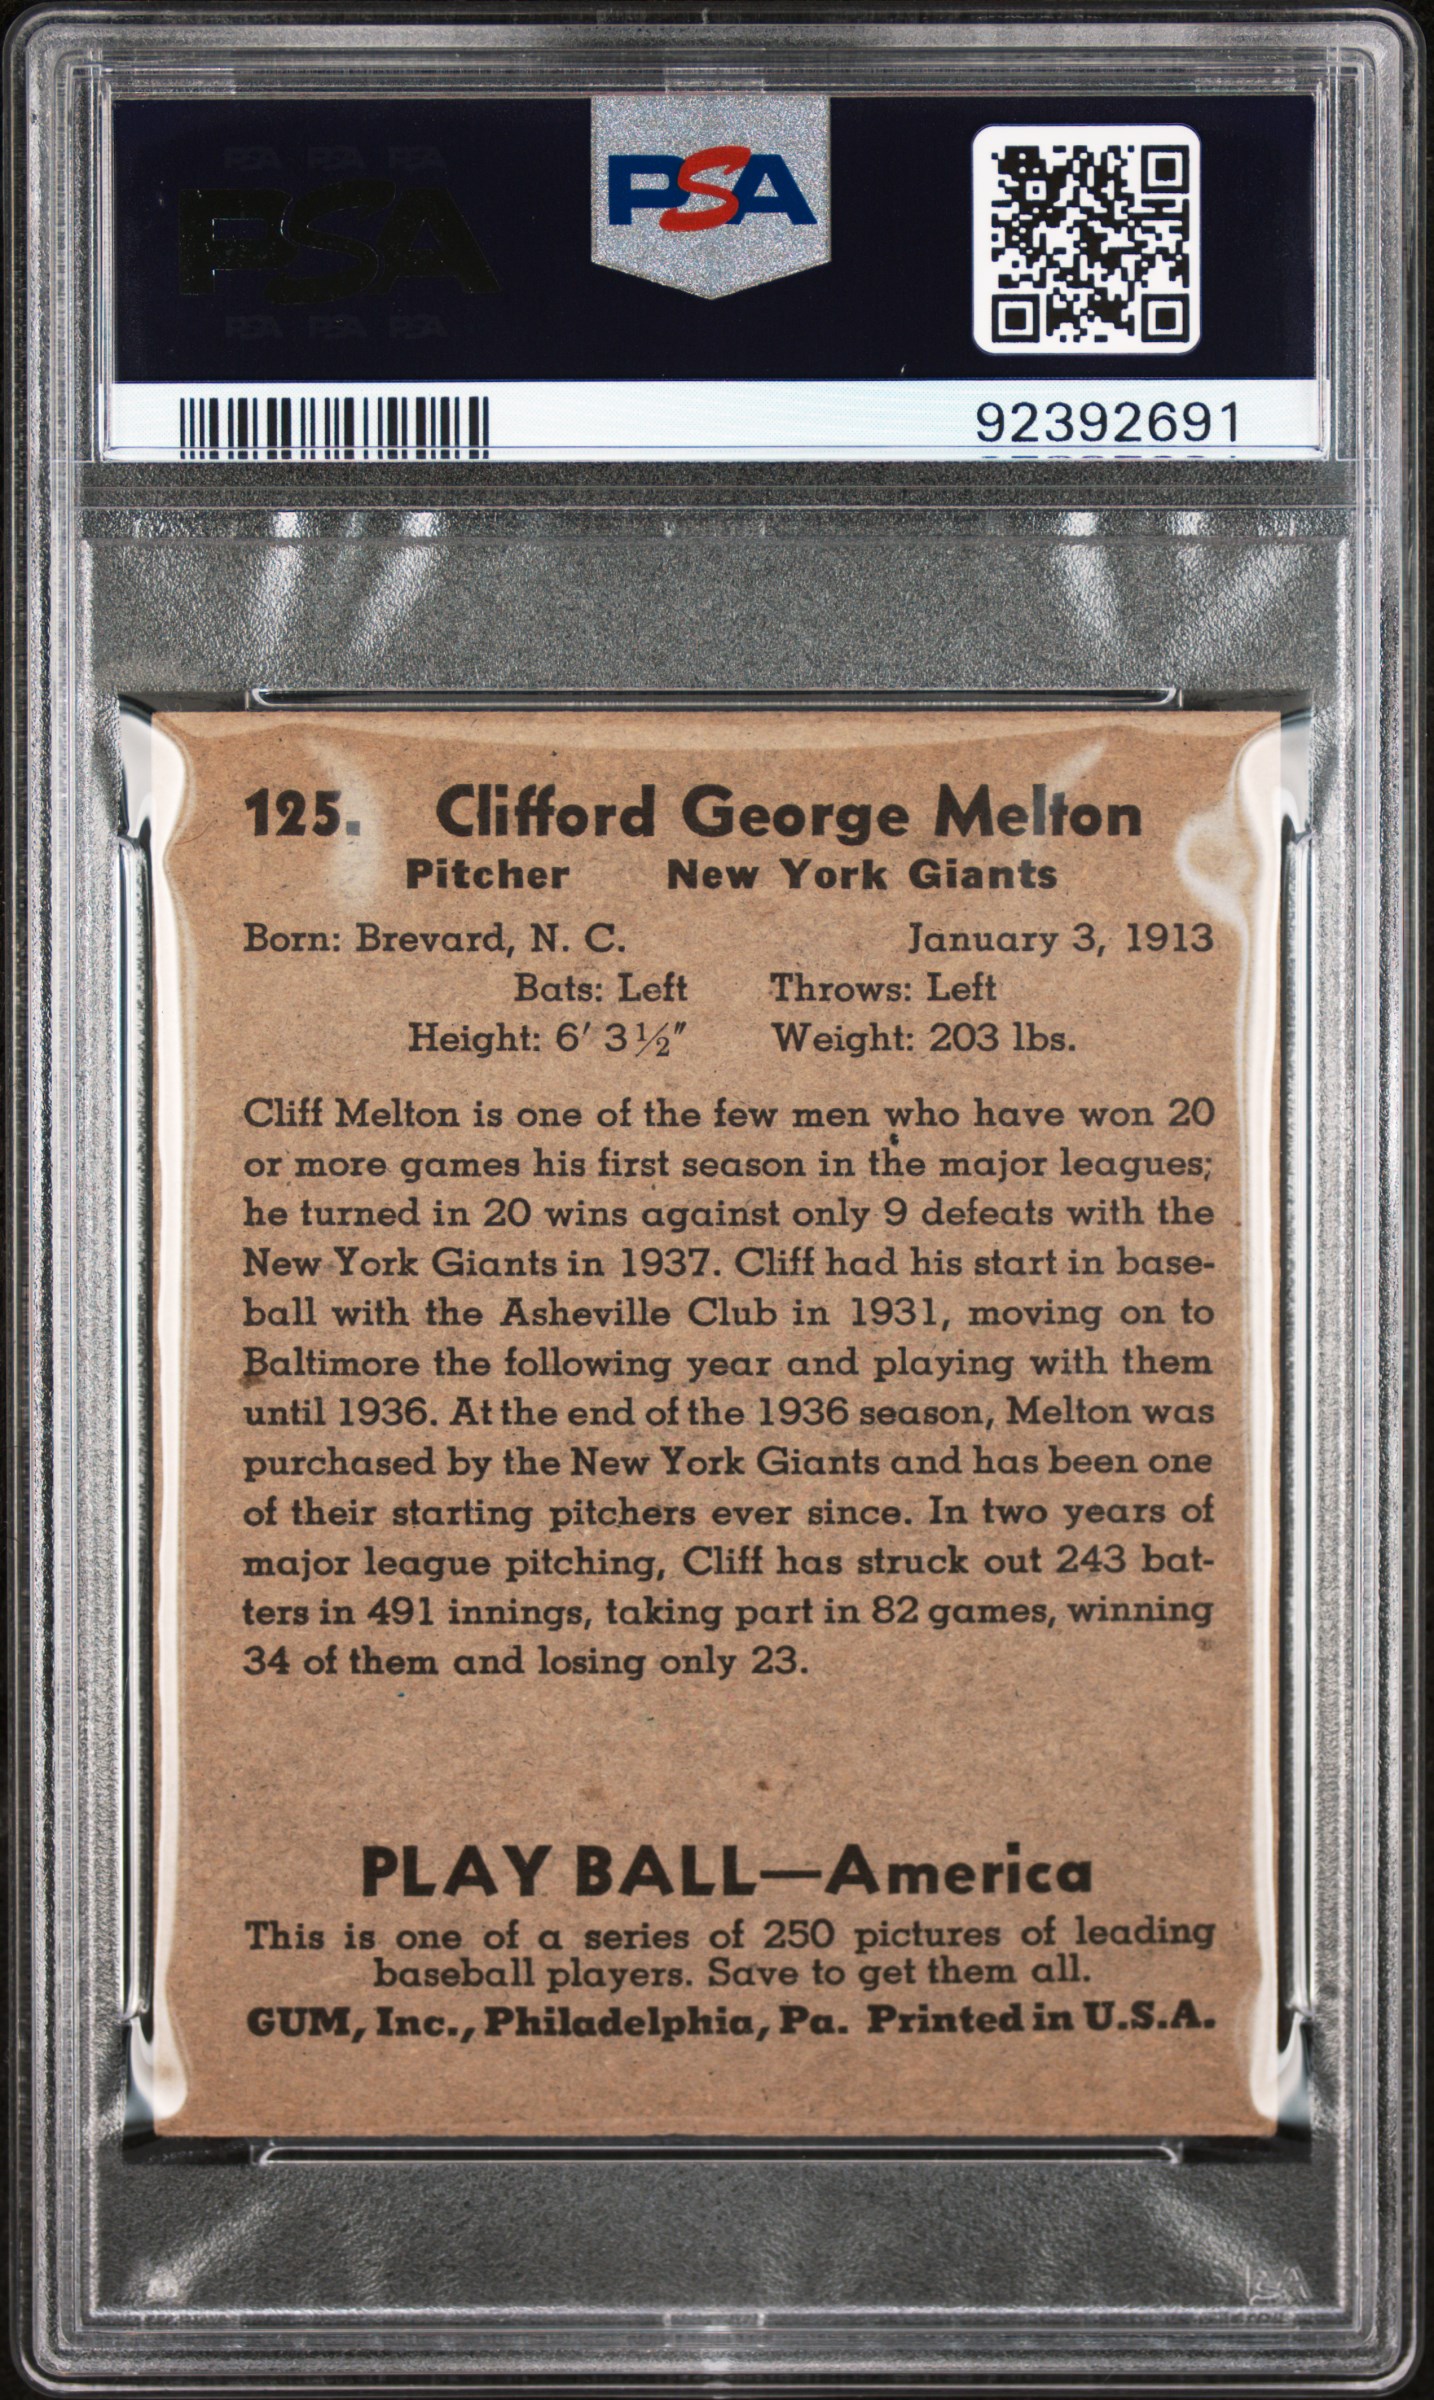 PSA PSA PSA
PSA
PSA PSA PSA
PSA
92392691
125. Clifford George Melton
Pitcher New York Giants
Born: Brevard, N. C. January 3, 1913
Bats: Left Throws: Left
Height: 6′ 3½″ Weight: 203 lbs.
Cliff Melton is one of the few men who have won 20
or more games his first season in the major leagues;
he turned in 20 wins against only 9 defeats with the
New York Giants in 1937. Cliff had his start in base-
ball with the Asheville Club in 1931, moving on to
Baltimore the following year and playing with them
until 1936. At the end of the 1936 season, Melton was
purchased by the New York Giants and has been one
of their starting pitchers ever since. In two years of
major league pitching, Cliff has struck out 243 bat-
ters in 491 innings, taking part in 82 games, winning
34 of them and losing only 23.
PLAY BALL—America
This is one of a series of 250 pictures of leading
baseball players. Save to get them all.
GUM, Inc., Philadelphia, Pa. Printed in U.S.A.